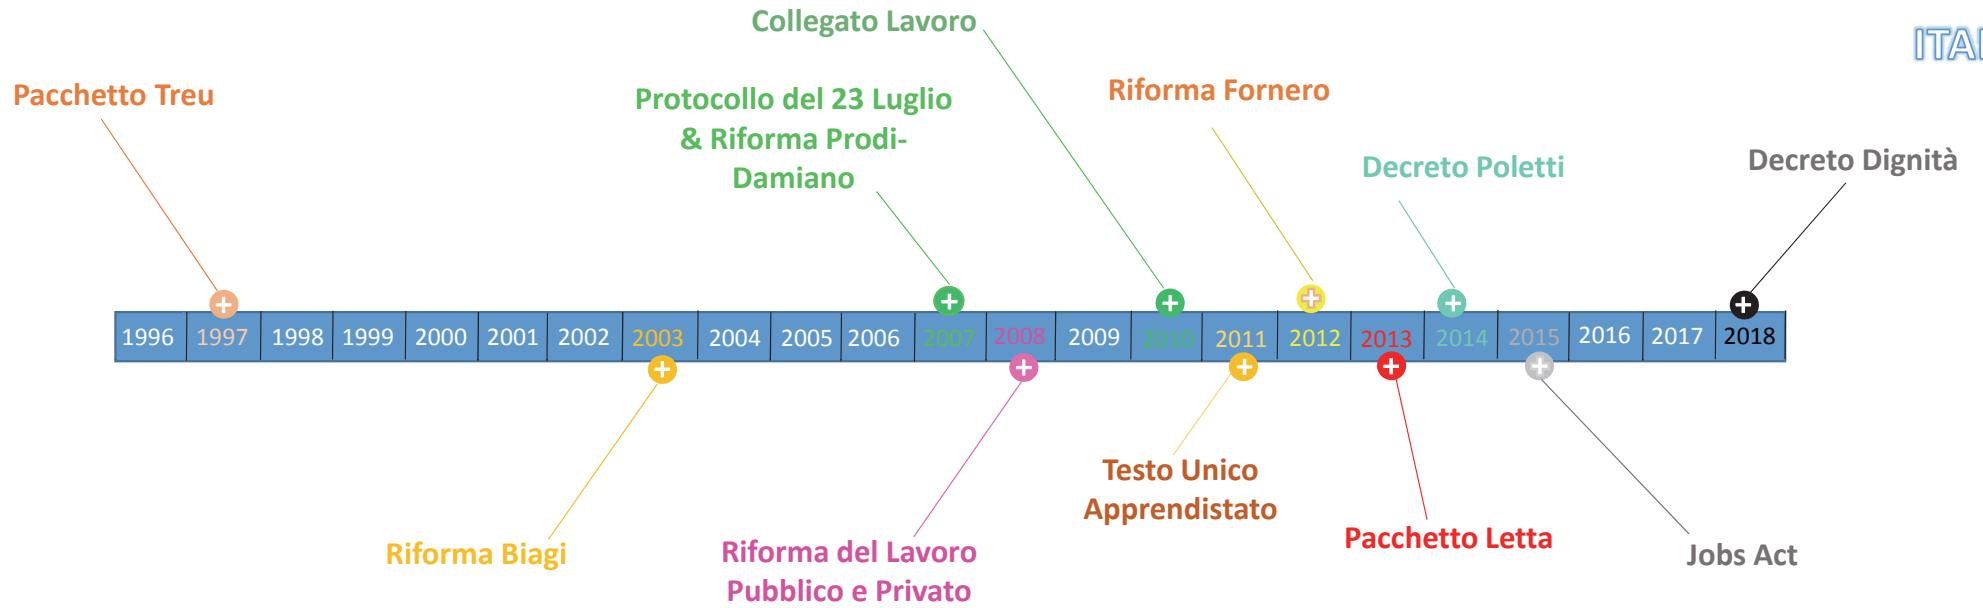 Collegato Lavoro
ITAL
Pacchetto Treu
Protocollo del 23 Luglio
& Riforma Prodi-
Damiano
Riforma Fornero
Decreto Poletti
Decreto Dignità
1996 1997 1998 1999 2000 2001 2002 2003 2004 2005 2006 2007 2008 2009 2010 2011 2012 2013 2014 2015 2016 2017 2018
Riforma Biagi
Riforma del Lavoro
Pubblico e Privato
Testo Unico
Apprendistato
Pacchetto Letta
Jobs Act